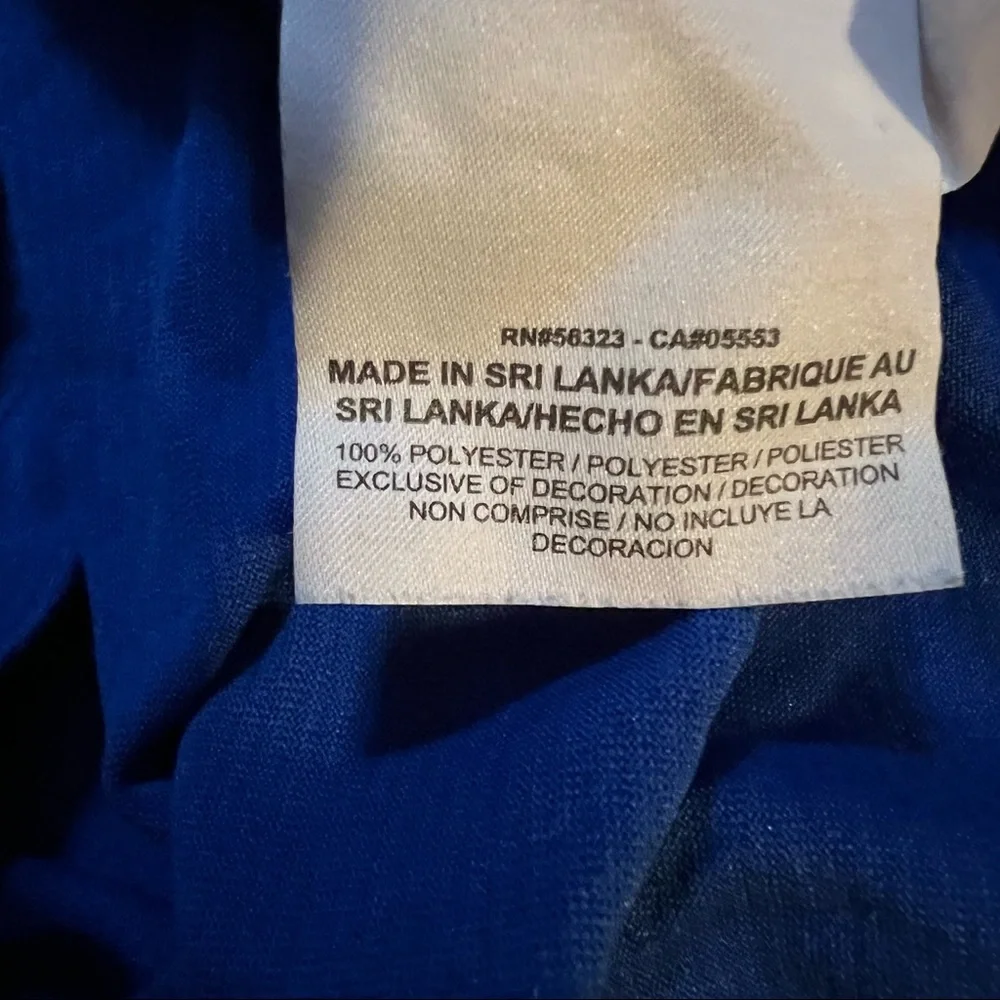 RN#56323 - CA#05553
MADE IN SRI LANKA/FABRIQUE AU
SRI LANKA/HECHO EN SRI LANKA
100% POLYESTER / POLYESTER / POLIESTER
EXCLUSIVE OF DECORATION / DECORATION
NON COMPRISE / NO INCLUYE LA
DECORACION